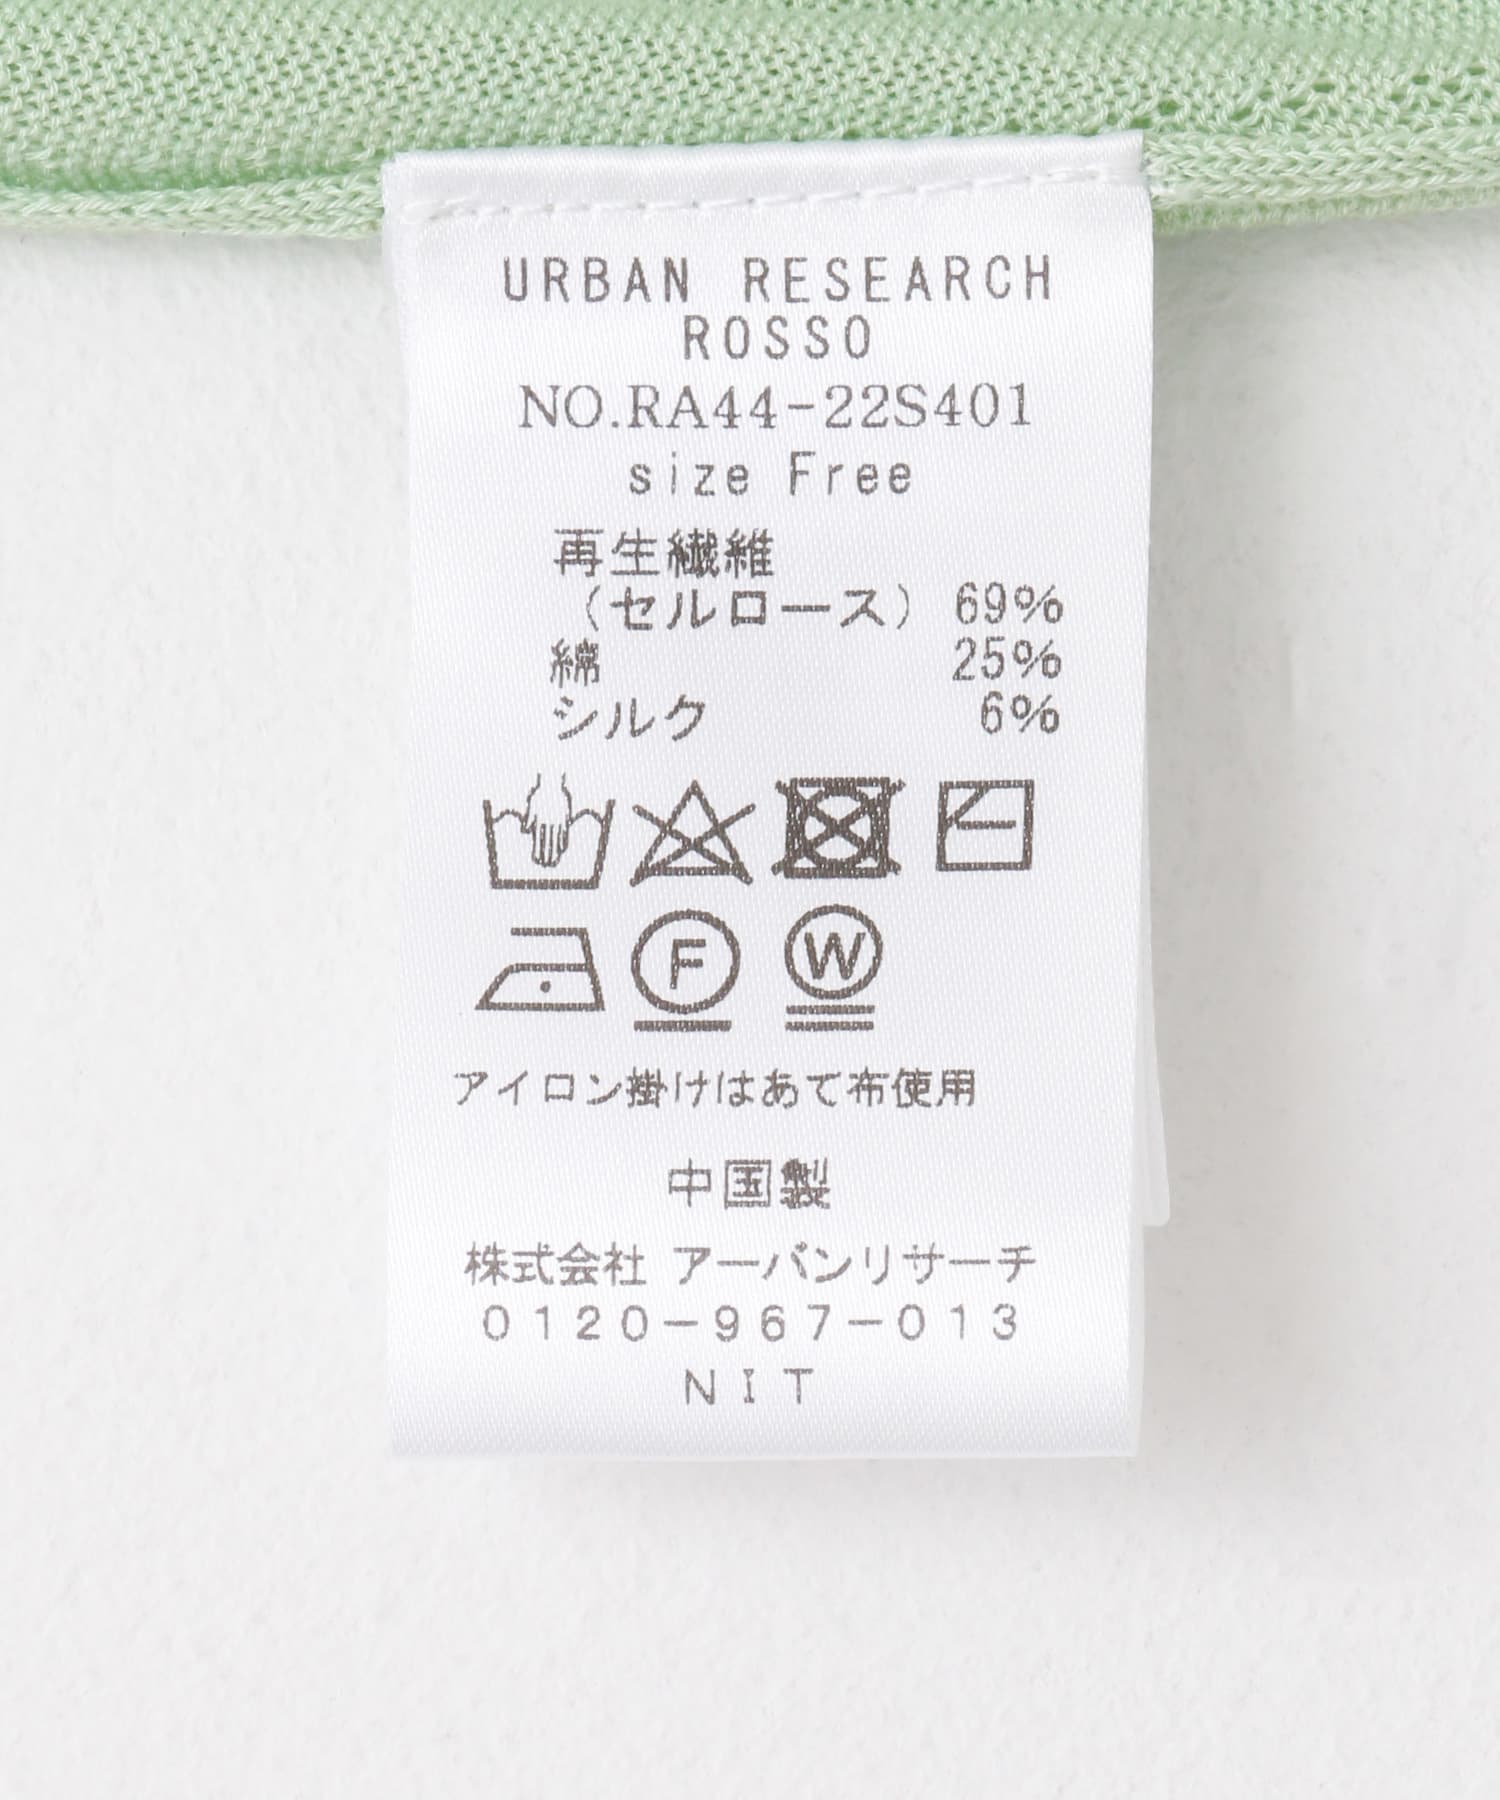 URBAN RESEARCH
ROSSO
NO.RA44-22S401
size Free
再生繊維
(セルロース) 69%
綿 25%
シルク 6%
F W
アイロン掛けはあて布使用
中国製
株式会社 アーバンリサーチ
0120-967-013
NIT